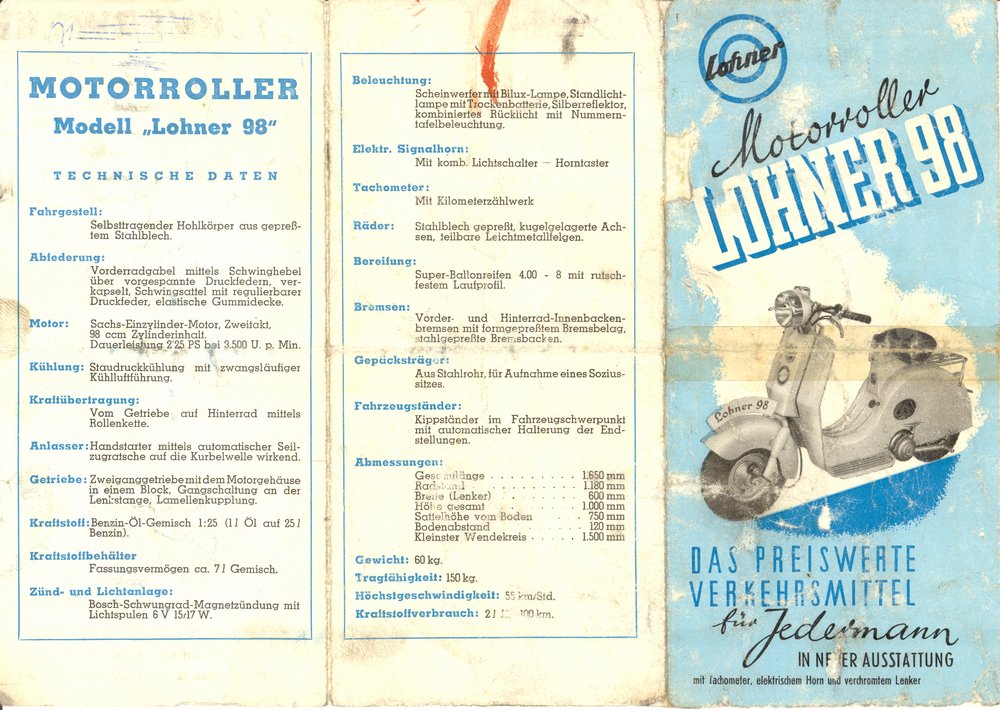 MOTORROLLER
Modell „Lohner 98"
TECHNISCHE DATEN
Fahrgestell:
Selbsttragender Hohlkörper aus gepreß-
tem Stahlblech.
Abfederung:
Vorderradgabel mittels Schwinghebel
über vorgespannte Druckfedern, ver-
kapselt, Schwingsattel mit regulierbarer
Druckfeder, elastische Gummidecke.
Motor: Sachs-Einzylinder-Motor, Zweitakt,
98 ccm Zylinderinhalt.
Dauerleistung 2'25 PS bei 3.500 U. p. Min.
Kühlung: Staudruckkühlung mit zwangsläufiger
Kühlluftführung.
Kraftübertragung:
Vom Getriebe auf Hinterrad mittels
Rollenkette.
Anlasser: Handstarter mittels automatischer Seil-
zugratsche auf die Kurbelwelle wirkend.
Getriebe: Zweiganggetriebe mit dem Motorgehäuse
in einem Block, Gangschaltung an der
Lenkstange, Lamellenkupplung.
Kraftstoff: Benzin-Öl-Gemisch 1:25 (1 l Öl auf 25 l
Benzin).
Kraftstoffbehälter
Fassungsvermögen ca. 7 l Gemisch.
Zünd- und Lichtanlage:
Bosch-Schwungrad-Magnetzündung mit
Lichtspulen 6 V 15/17 W.
Beleuchtung:
Scheinwerfer mit Bilux-Lampe, Standlicht-
lampe mit Trockenbatterie, Silberreflektor,
kombiniertes Rücklicht mit Nummern-
tafelbeleuchtung.
Elektr. Signalhorn:
Mit komb. Lichtschalter — Horntaster
Tachometer:
Mit Kilometerzählwerk
Räder: Stahlblech gepreßt, kugelgelagerte Ach-
sen, teilbare Leichtmetallfelgen.
Bereifung:
Super-Ballonreifen 4.00 - 8 mit rutsch-
festem Laufprofil.
Bremsen:
Vorder- und Hinterrad-Innenbacken-
bremsen mit formgepreßtem Bremsbelag,
stahlgepreßte Bremsbacken.
Gepäcksträger:
Aus Stahlrohr, für Aufnahme eines Sozius-
sitzes.
Fahrzeugständer:
Kippständer im Fahrzeugschwerpunkt
mit automatischer Halterung der End-
stellungen.
Abmessungen:
Gesamtlänge . . . . . . . . . 1.650 mm
Radstand . . . . . . . . . 1.180 mm
Breite (Lenker) . . . . . . . 600 mm
Höhe gesamt . . . . . . . 1.000 mm
Sattelhöhe vom Boden . . . . 750 mm
Bodenabstand . . . . . . . 120 mm
Kleinster Wendekreis . . . . . 1.500 mm
Gewicht: 60 kg.
Tragfähigkeit: 150 kg.
Höchstgeschwindigkeit: 55 km/Std.
Kraftstoffverbrauch: 2 l 100 km.
Lohner
Motorroller
LOHNER 98
Lohner 98
DAS PREISWERTE
VERKEHRSMITTEL
für Jedermann
IN AUSSTATTUNG
mit Tachometer, elektrischem Horn und verchromtem Lenker